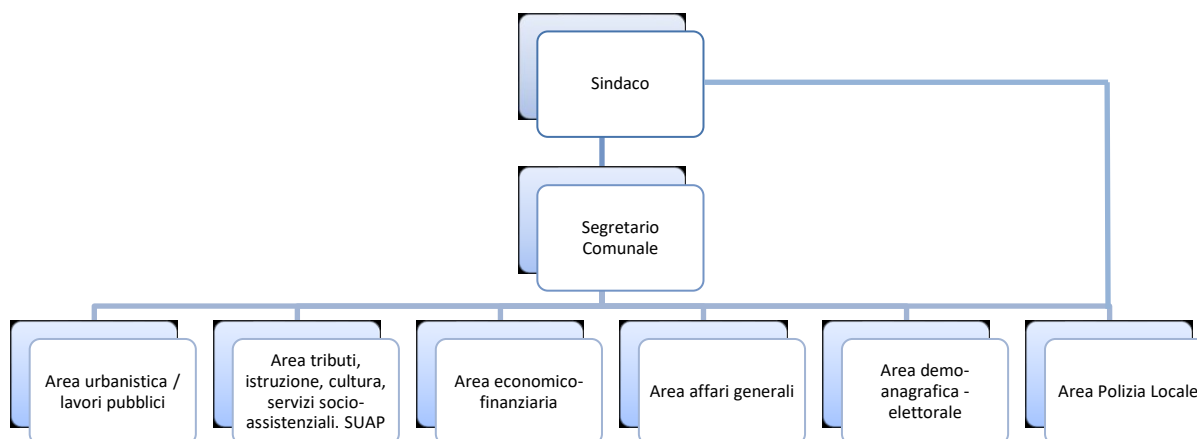 Sindaco
Segretario
Comunale
Area urbanistica /
lavori pubblici
Area tributi,
istruzione, cultura,
servizi socio-
assistenziali. SUAP
Area economico-
finanziaria
Area affari generali
Area demo-
anagrafica -
elettorale
Area Polizia Locale